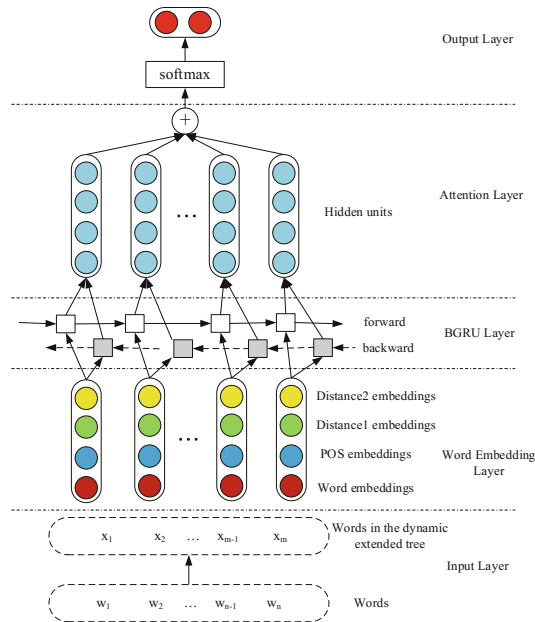 Output Layer
softmax
+
Attention Layer
Hidden units
...
forward
BGRU Layer
backward
Distance2 embeddings
Distance1 embeddings
...
POS embeddings
Word Embedding
Layer
Word embeddings
Words in the dynamic
extended tree
x1 x2 ... xm-1 xm
Input Layer
w1 w2 ... wn-1 wn
Words